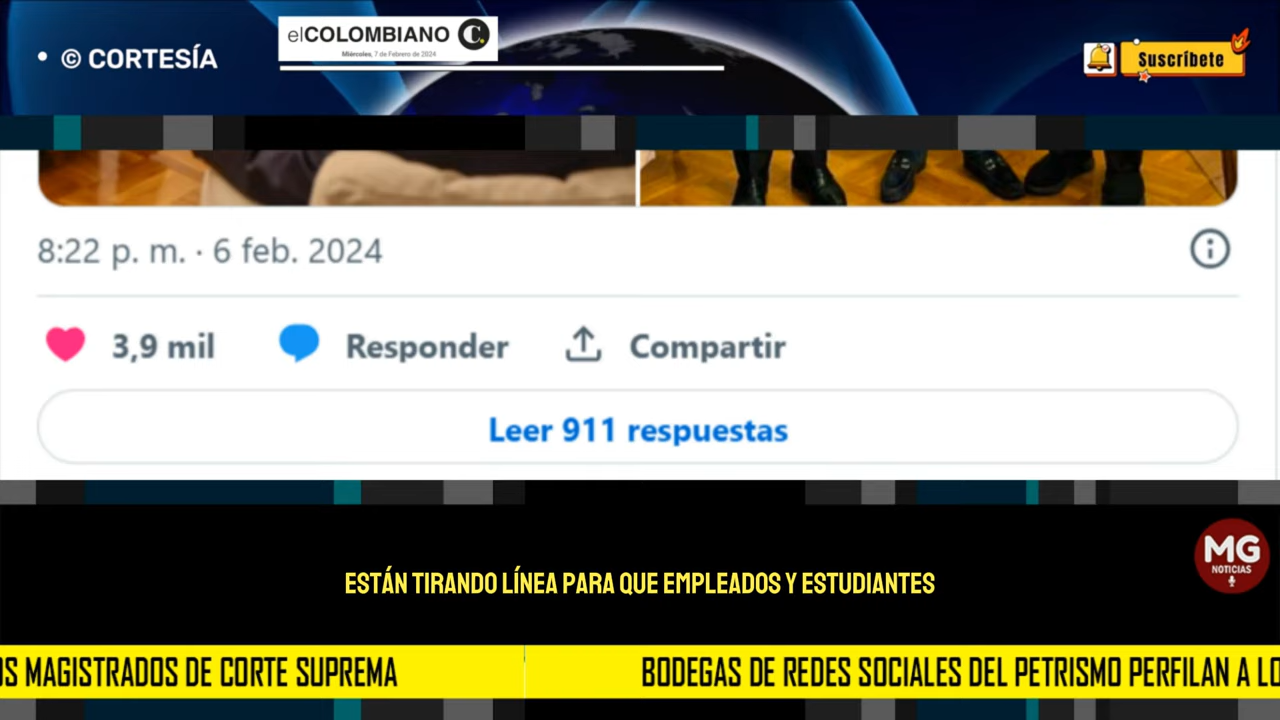 • © CORTESÍA
elCOLOMBIANO C
Miércoles, 7 de Febrero de 2024
Suscríbete
8:22 p. m. · 6 feb. 2024
3,9 mil Responder Compartir
Leer 911 respuestas
MG
NOTICIAS
ESTÁN TIRANDO LÍNEA PARA QUE EMPLEADOS Y ESTUDIANTES
OS MAGISTRADOS DE CORTE SUPREMA BODEGAS DE REDES SOCIALES DEL PETRISMO PERFILAN A LO